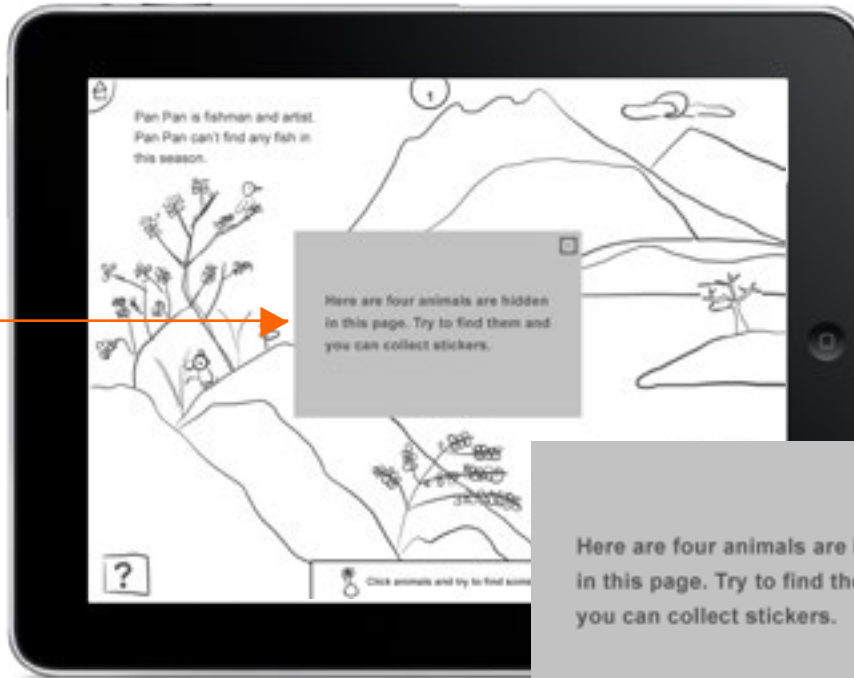 1
Pan Pan is fishman and artist.
Pan Pan can't find any fish in
this season.
Here are four animals are hidden
in this page. Try to find them and
you can collect stickers.
?
Click animals and try to find some
Here are four animals are
in this page. Try to find
you can collect stickers.